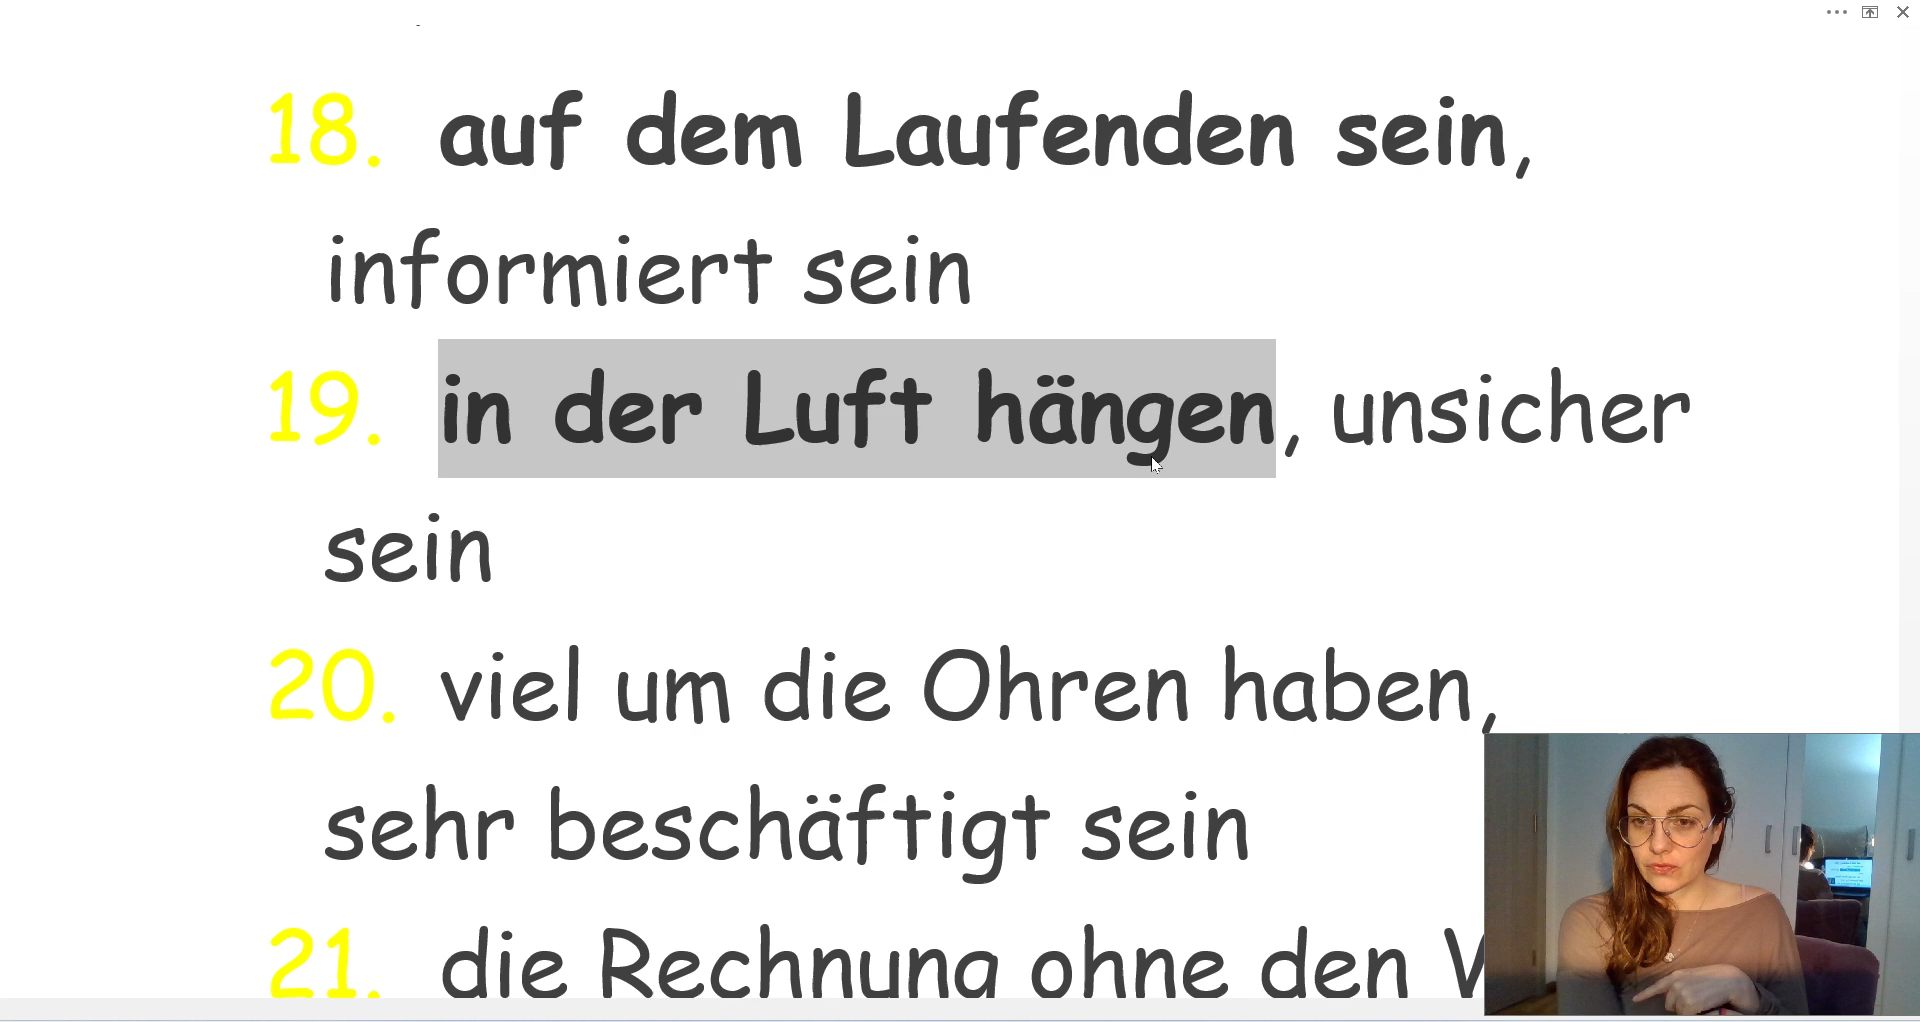 18. auf dem Laufenden sein,
informiert sein
19. in der Luft hängen, unsicher
sein
20. viel um die Ohren haben,
sehr beschäftigt sein
21. die Rechnung ohne den